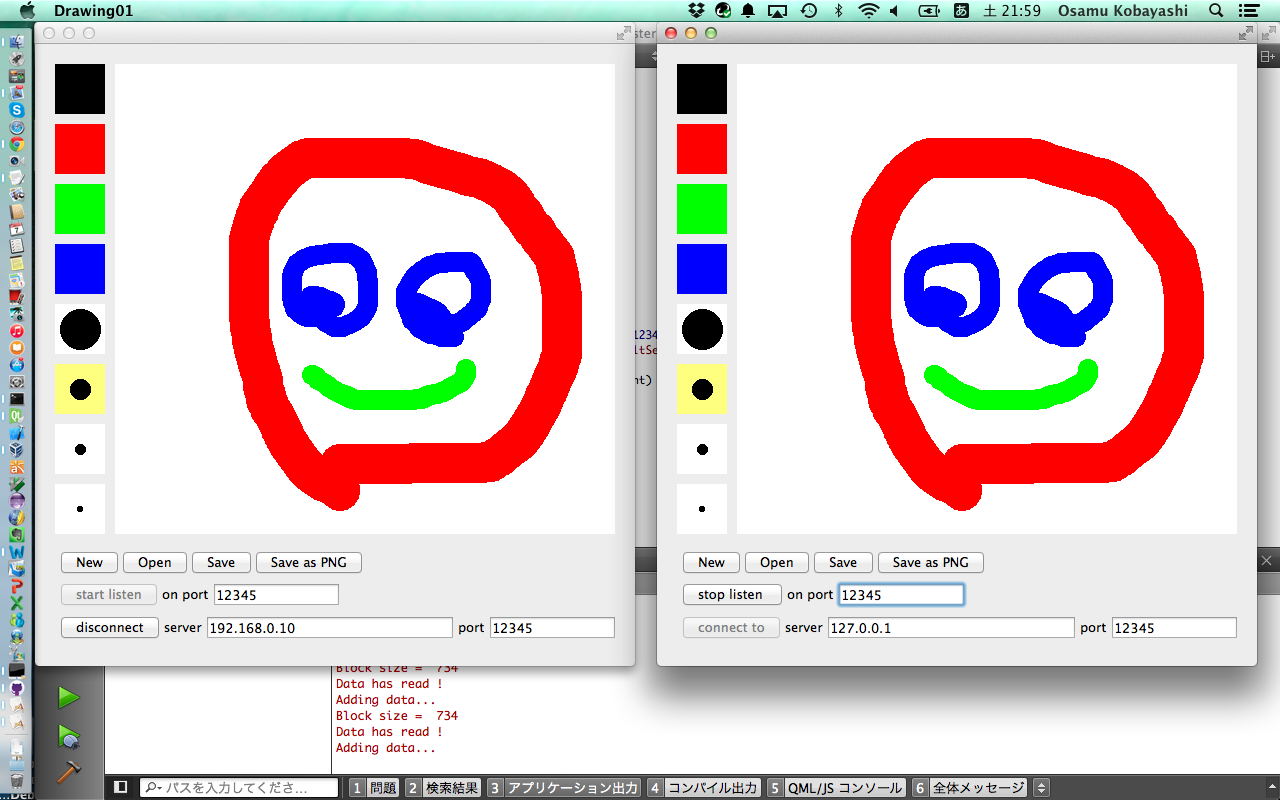 Drawing01
土 21:59
Osamu Kobayashi
New
Open
Save
Save as PNG
start listen
on port
12345
disconnect
server
192.168.0.10
port
12345
New
Open
Save
Save as PNG
stop listen
on port
12345
connect to
server
127.0.0.1
port
12345
Block size = 734
Data has read !
Adding data...
Block size = 734
Data has read !
Adding data...
パスを入力してください...
1 問題
2 検索結果
3 アプリケーション出力
4 コンパイル出力
5 QML/JS コンソール
6 全体メッセージ